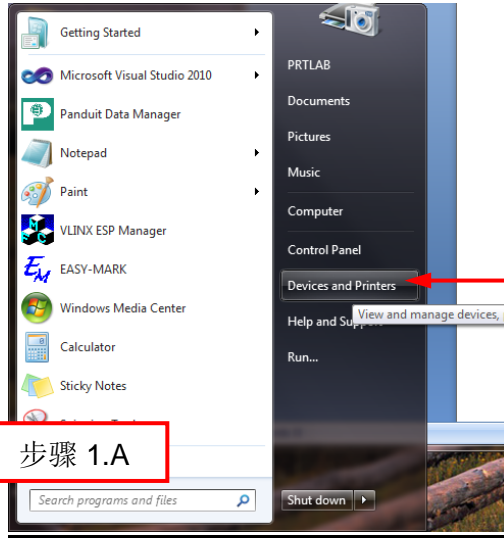 Getting Started
Microsoft Visual Studio 2010
Panduit Data Manager
Notepad
Paint
VLINX ESP Manager
EASY-MARK
Windows Media Center
Calculator
Sticky Notes
步骤 1.A
Search programs and files
PRTLAB
Documents
Pictures
Music
Computer
Control Panel
Devices and Printers
View and manage devices,
Help and Support
Run...
Shut down